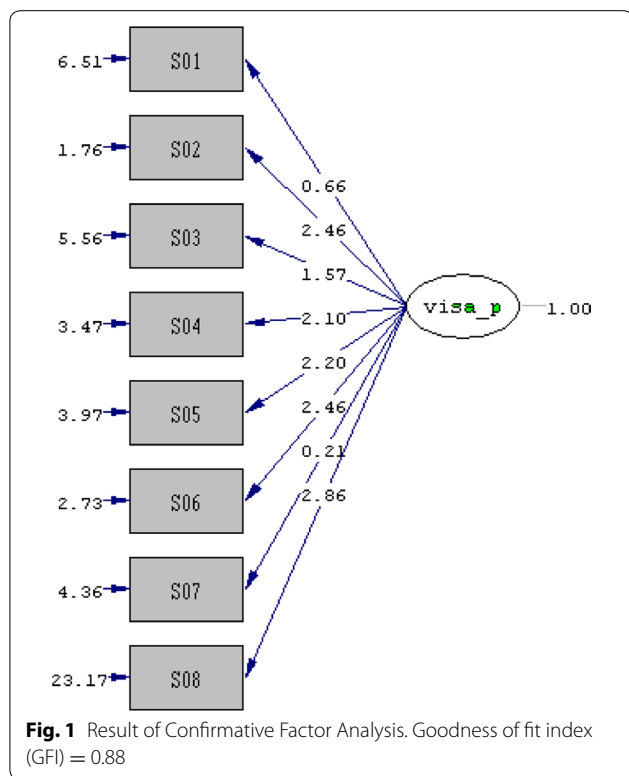 6.51 S01
1.76 S02
0.66
2.46
5.56 S03
1.57
visa_p 1.00
3.47 S04
2.10
2.20
3.97 S05
2.46
0.21
2.73 S06
2.86
4.36 S07
23.17 S08
Fig. 1 Result of Confirmative Factor Analysis. Goodness of fit index
(GFI) = 0.88